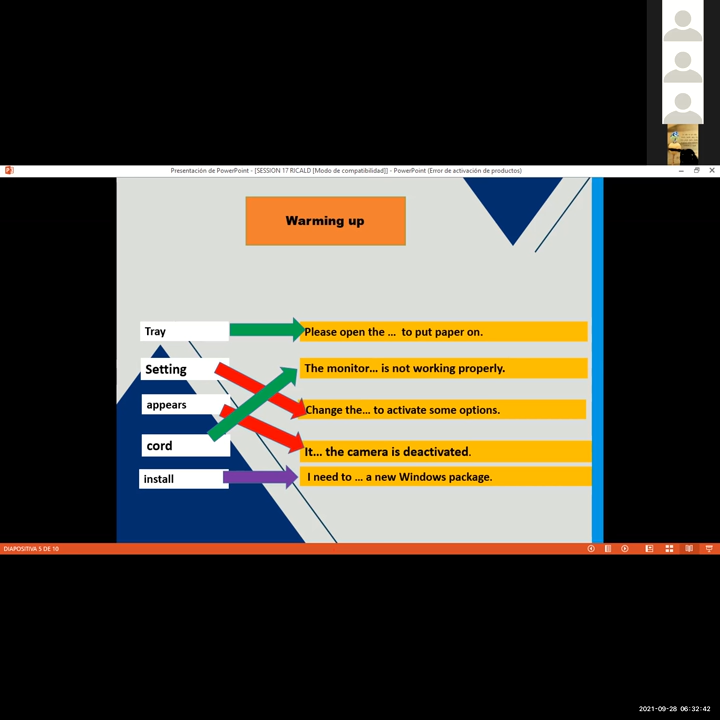 Presentación de PowerPoint - [SESSION 17 RICALD [Modo de compatibilidad]] - PowerPoint (Error de activación de productos)
Warming up
Tray
Please open the ... to put paper on.
Setting
The monitor... is not working properly.
appears
Change the... to activate some options.
cord
It... the camera is deactivated.
install
I need to ... a new Windows package.
DIAPOSITIVA 5 DE 10
2021-09-28 06:32:42